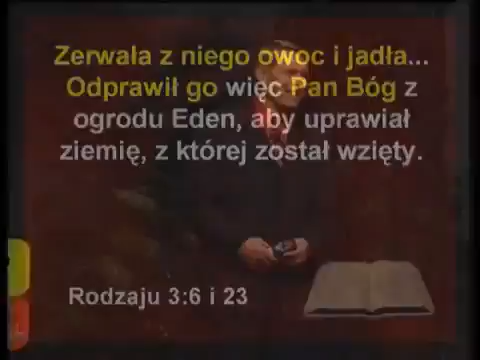 Zerwała z niego owoc i jadła...
Odprawił go więc Pan Bóg z
ogrodu Eden, aby uprawiał
ziemię, z której został wzięty.
Rodzaju 3:6 i 23